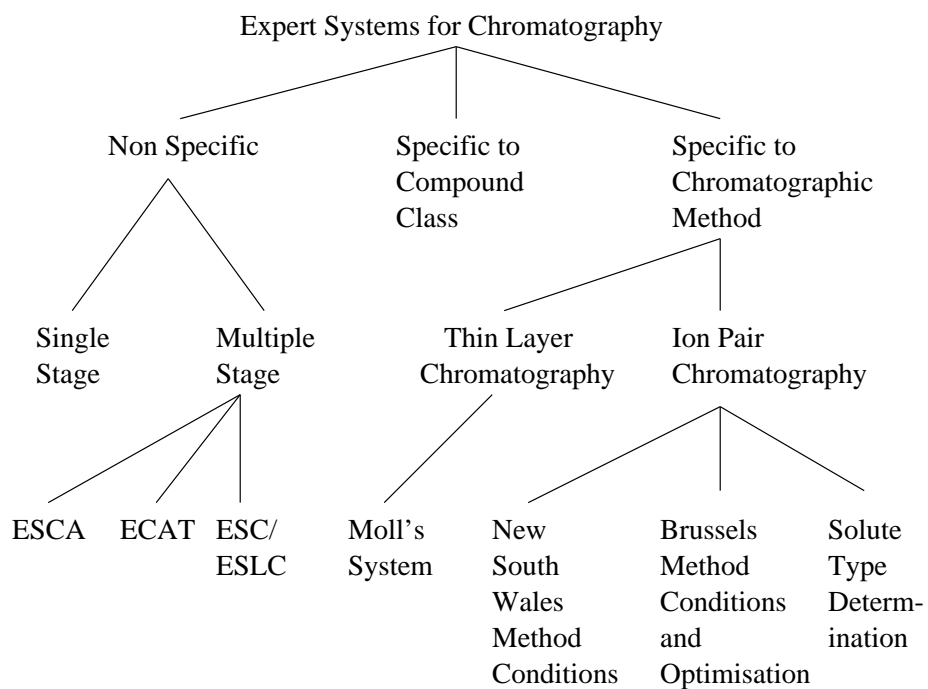 Expert Systems for Chromatography
Non Specific
Specific to
Compound
Class
Specific to
Chromatographic
Method
Single
Stage
Multiple
Stage
Thin Layer
Chromatography
Ion Pair
Chromatography
ESCA
ECAT
ESC/
ESLC
Moll's
System
New
South
Wales
Method
Conditions
Brussels
Method
Conditions
and
Optimisation
Solute
Type
Determ-
ination